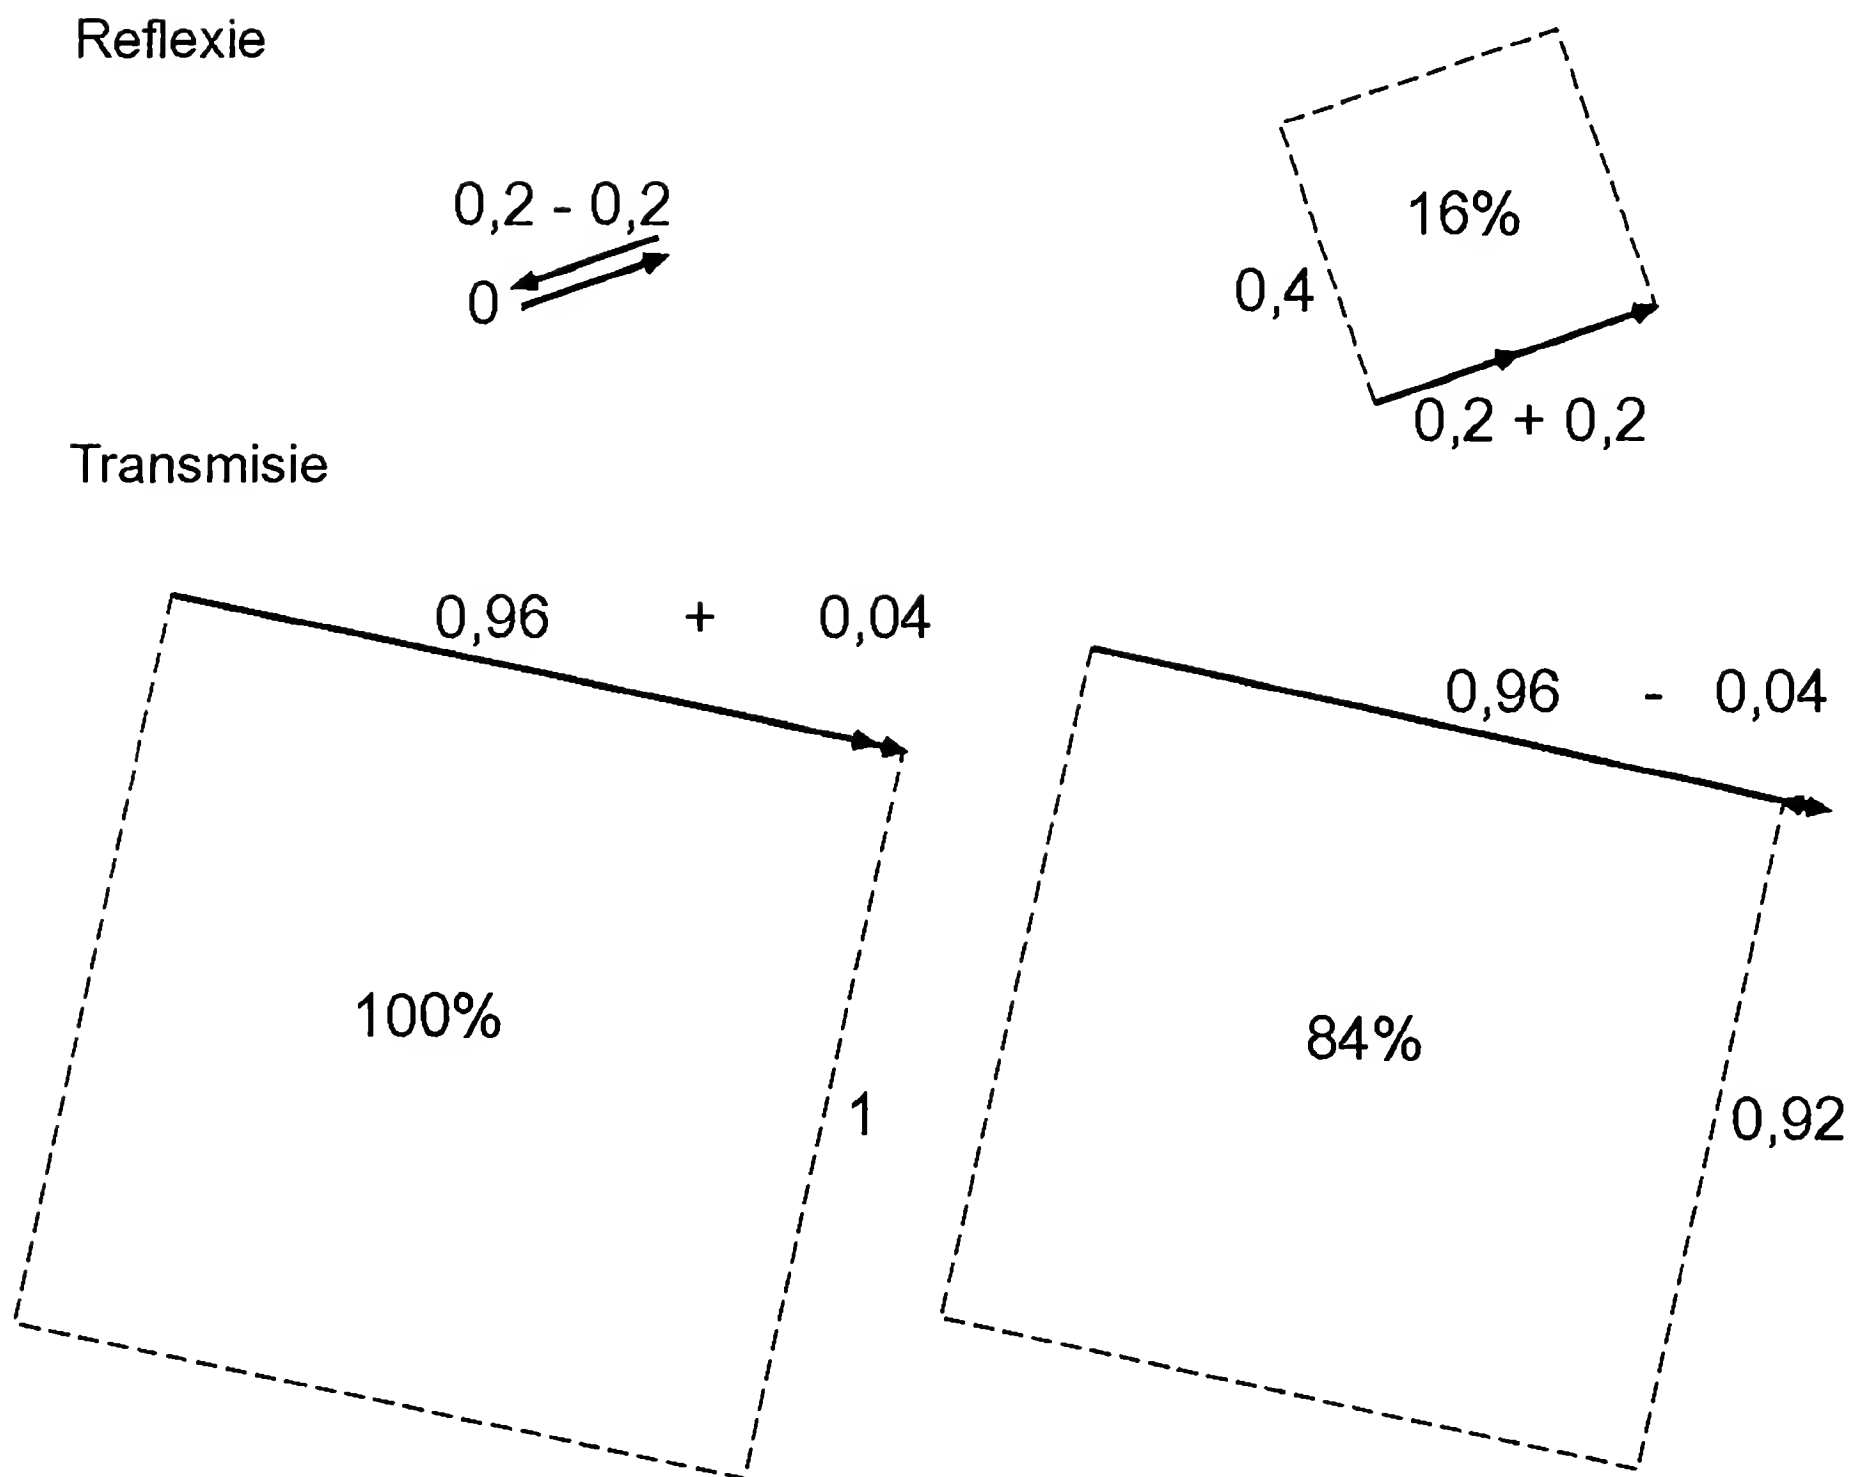 Reflexie
0,2 - 0,2
0
16%
0,4
0,2 + 0,2
Transmisie
0,96 + 0,04
0,96 - 0,04
100%
84%
1
0,92